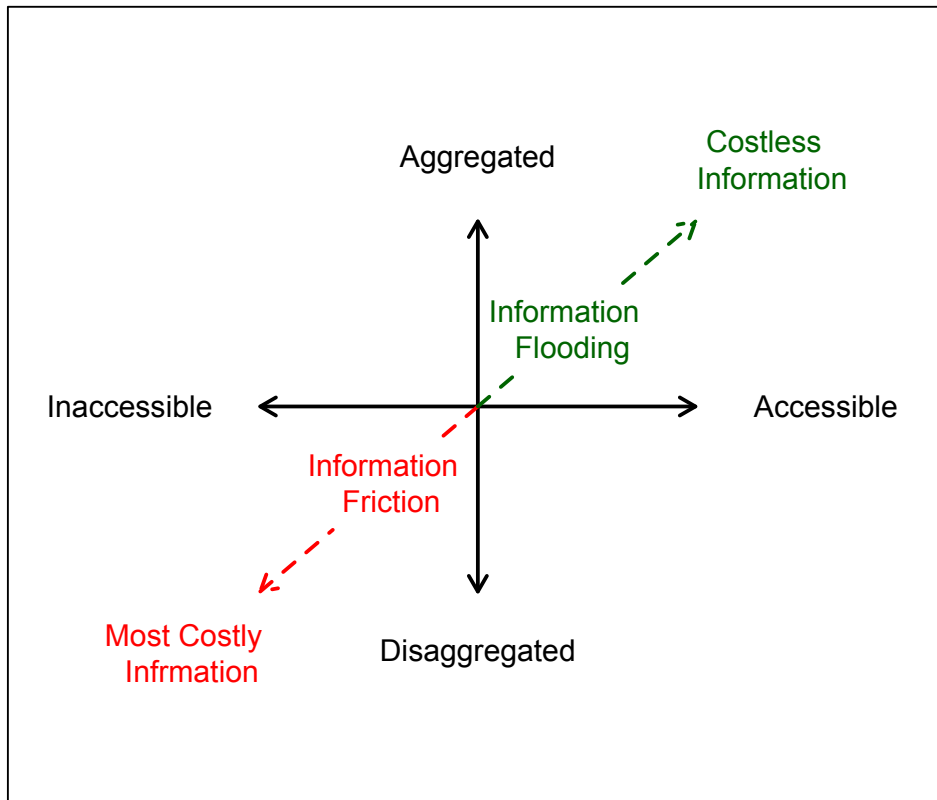 Costless
Information
Aggregated
Information
Flooding
Inaccessible
Accessible
Information
Friction
Most Costly
Infrmation
Disaggregated